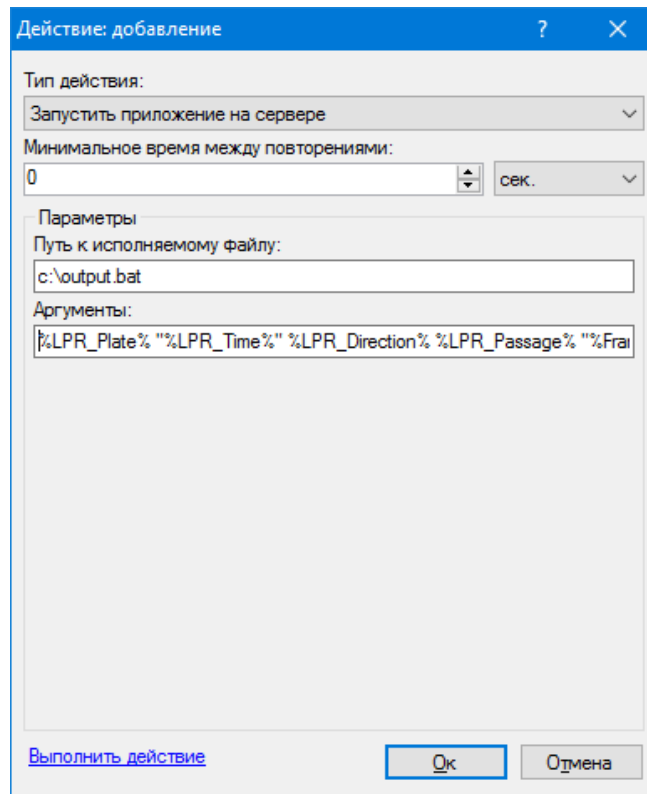 Действие: добавление
Тип действия:
Запустить приложение на сервере
Минимальное время между повторениями:
0 сек.
Параметры
Путь к исполняемому файлу:
c:\output.bat
Аргументы:
%LPR_Plate% "%LPR_Time%" %LPR_Direction% %LPR_Passage% "%Frai
Выполнить действие Ок Отмена